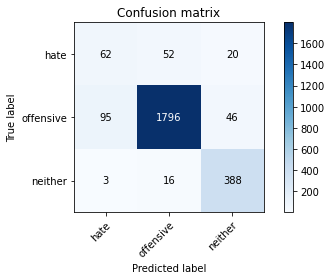 Confusion matrix
hate 62 52 20
offensive 95 1796 46
neither 3 16 388
hate offensive neither
True label
Predicted label
1600
1400
1200
1000
800
600
400
200